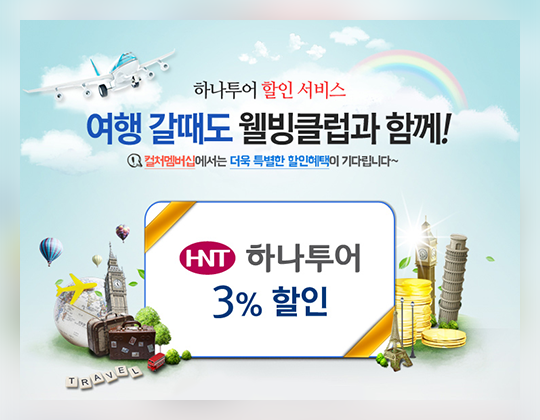 하나투어 할인 서비스
여행 갈때도 웰빙클럽과 함께!
컬처멤버십에서는 더욱 특별한 할인혜택이 기다립니다~
HNT 하나투어
3% 할인
TRAVEL